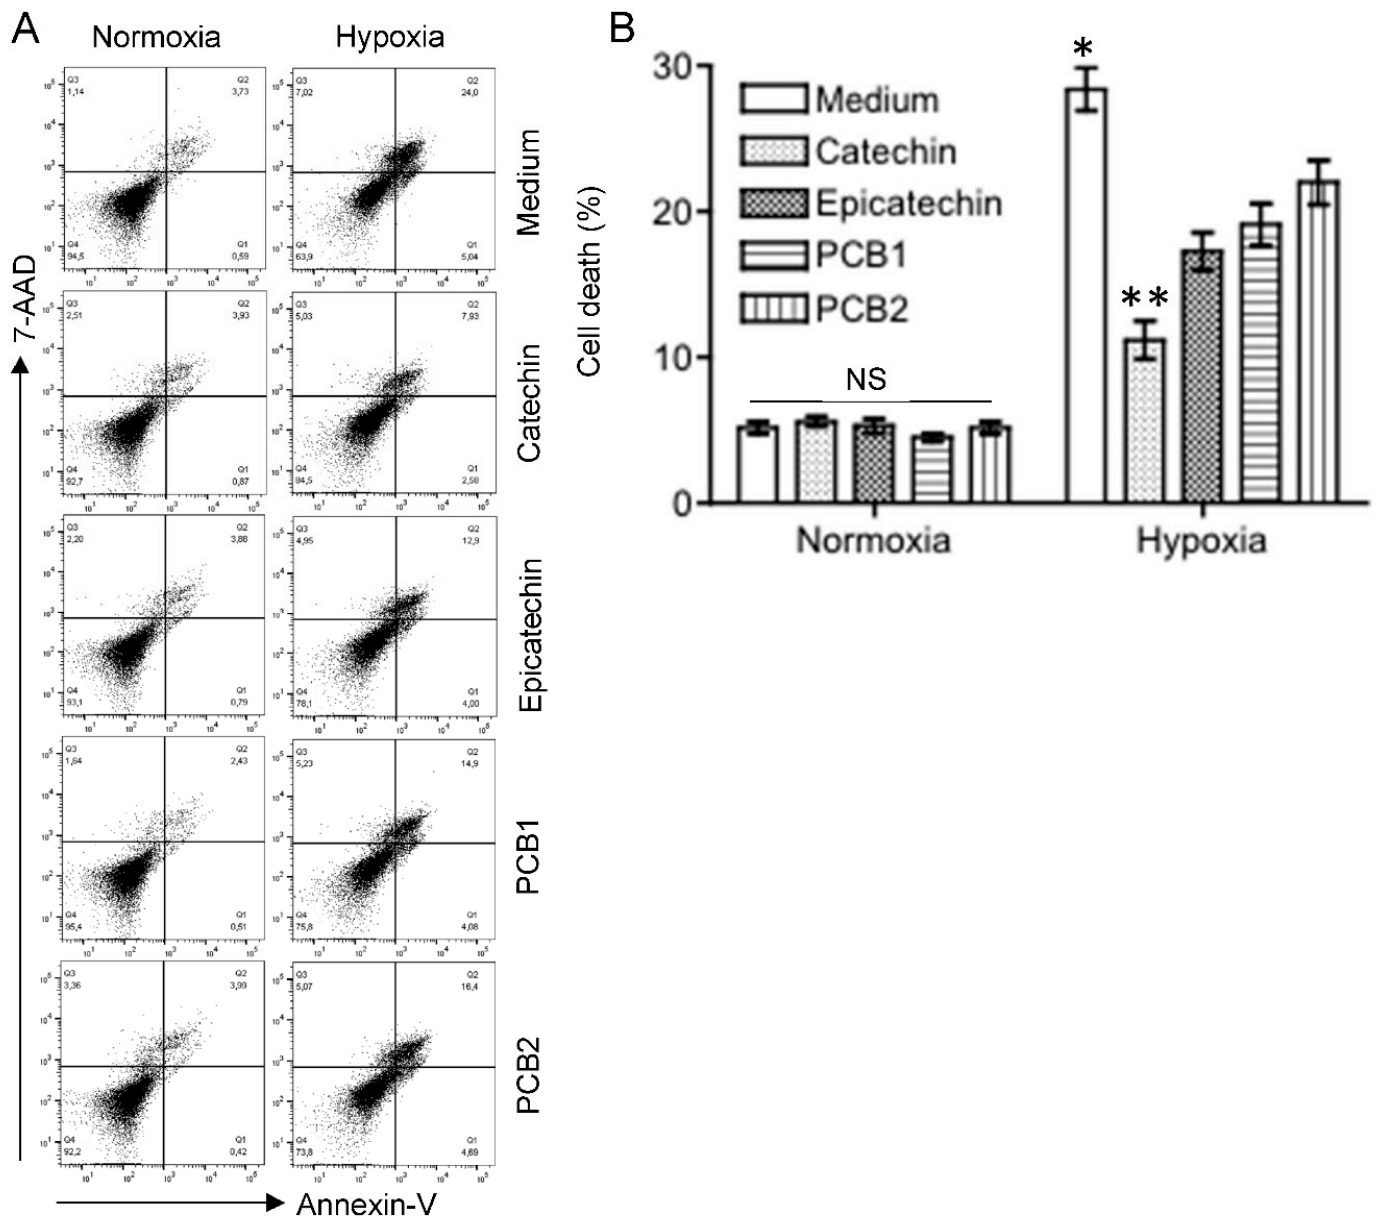 A
Normoxia
Hypoxia
Q3
1,14
Q2
3,73
Q4
94,5
Q1
0,59
Q3
7,02
Q2
24,0
Q4
63,9
Q1
5,04
Medium
Q3
2,51
Q2
3,93
Q4
92,7
Q1
0,87
Q3
5,03
Q2
7,93
Q4
84,5
Q1
2,58
Catechin
Q3
2,20
Q2
3,88
Q4
93,1
Q1
0,79
Q3
4,95
Q2
12,9
Q4
78,1
Q1
4,00
Epicatechin
Q3
1,64
Q2
2,43
Q4
95,4
Q1
0,51
Q3
5,23
Q2
14,9
Q4
75,8
Q1
4,08
PCB1
Q3
3,36
Q2
3,99
Q4
92,2
Q1
0,42
Q3
5,07
Q2
16,4
Q4
73,8
Q1
4,69
PCB2
7-AAD
Annexin-V
B
Cell death (%)
30
20
10
0
Medium
Catechin
Epicatechin
PCB1
PCB2
NS
*
**
Normoxia
Hypoxia